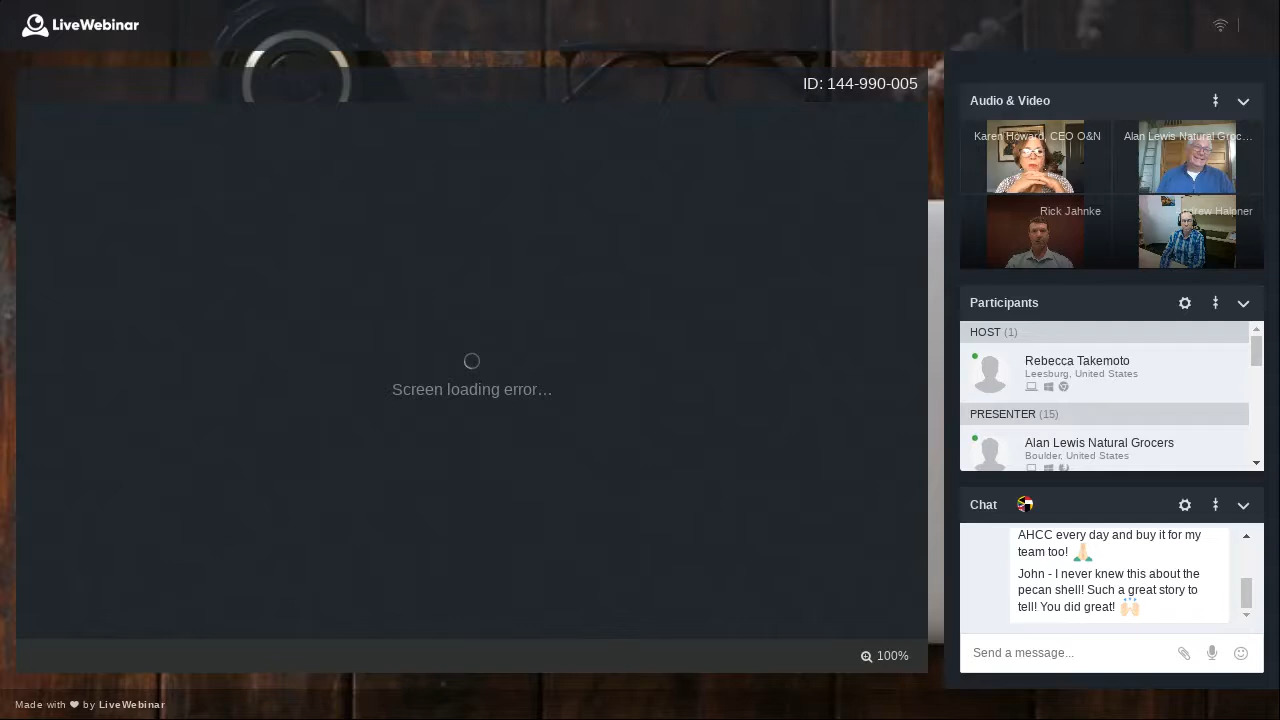 LiveWebinar
ID: 144-990-005
Screen loading error…
100%
Audio & Video
Karen Howard, CEO O&N
Alan Lewis Natural Groc…
Rick Jahnke
Halpner
Participants
HOST (1)
Rebecca Takemoto
Leesburg, United States
PRESENTER (15)
Alan Lewis Natural Grocers
Boulder, United States
Chat
AHCC every day and buy it for my
team too! 🙏🏻
John - I never knew this about the
pecan shell! Such a great story to
tell! You did great! 🙌🏻
Send a message...
Made with ❤ by LiveWebinar